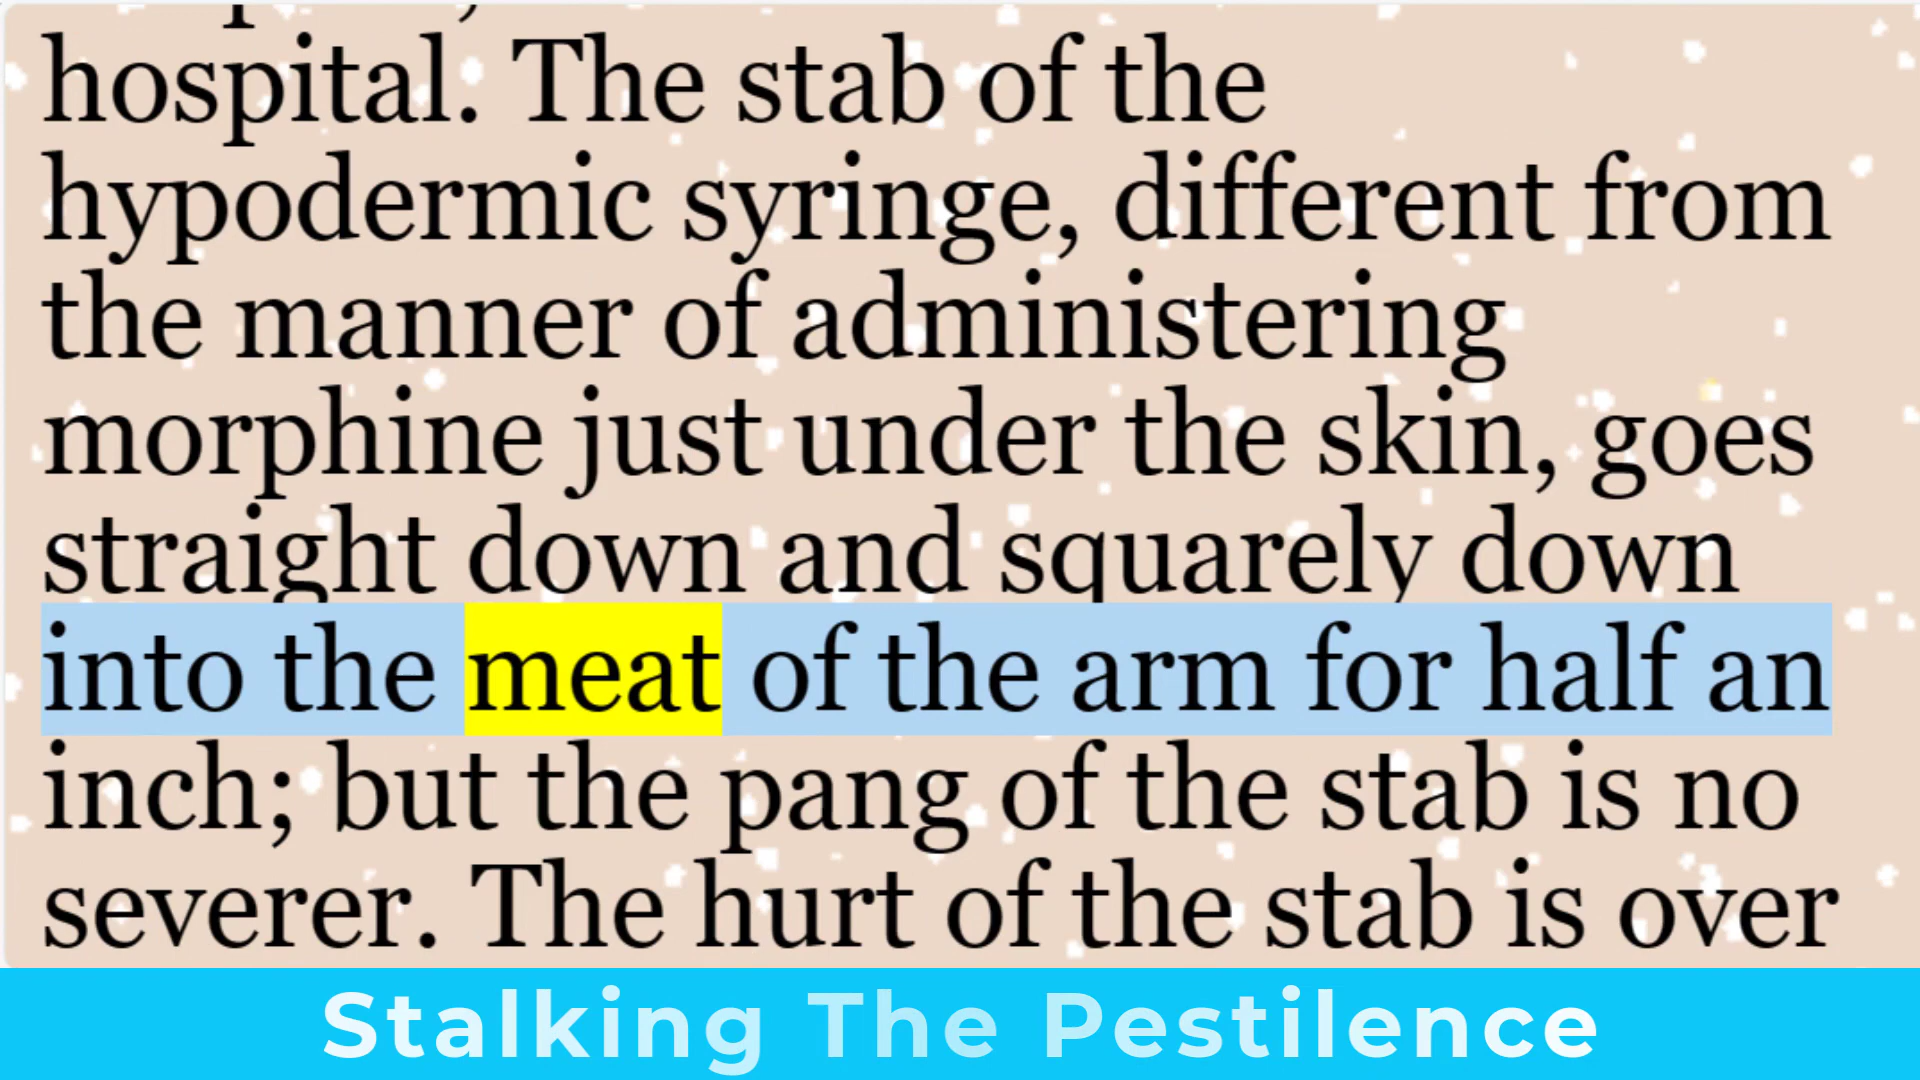 hospital. The stab of the
hypodermic syringe, different from
the manner of administering
morphine just under the skin, goes
straight down and squarely down
into the meat of the arm for half an
inch; but the pang of the stab is no
severer. The hurt of the stab is over
Stalking The Pestilence